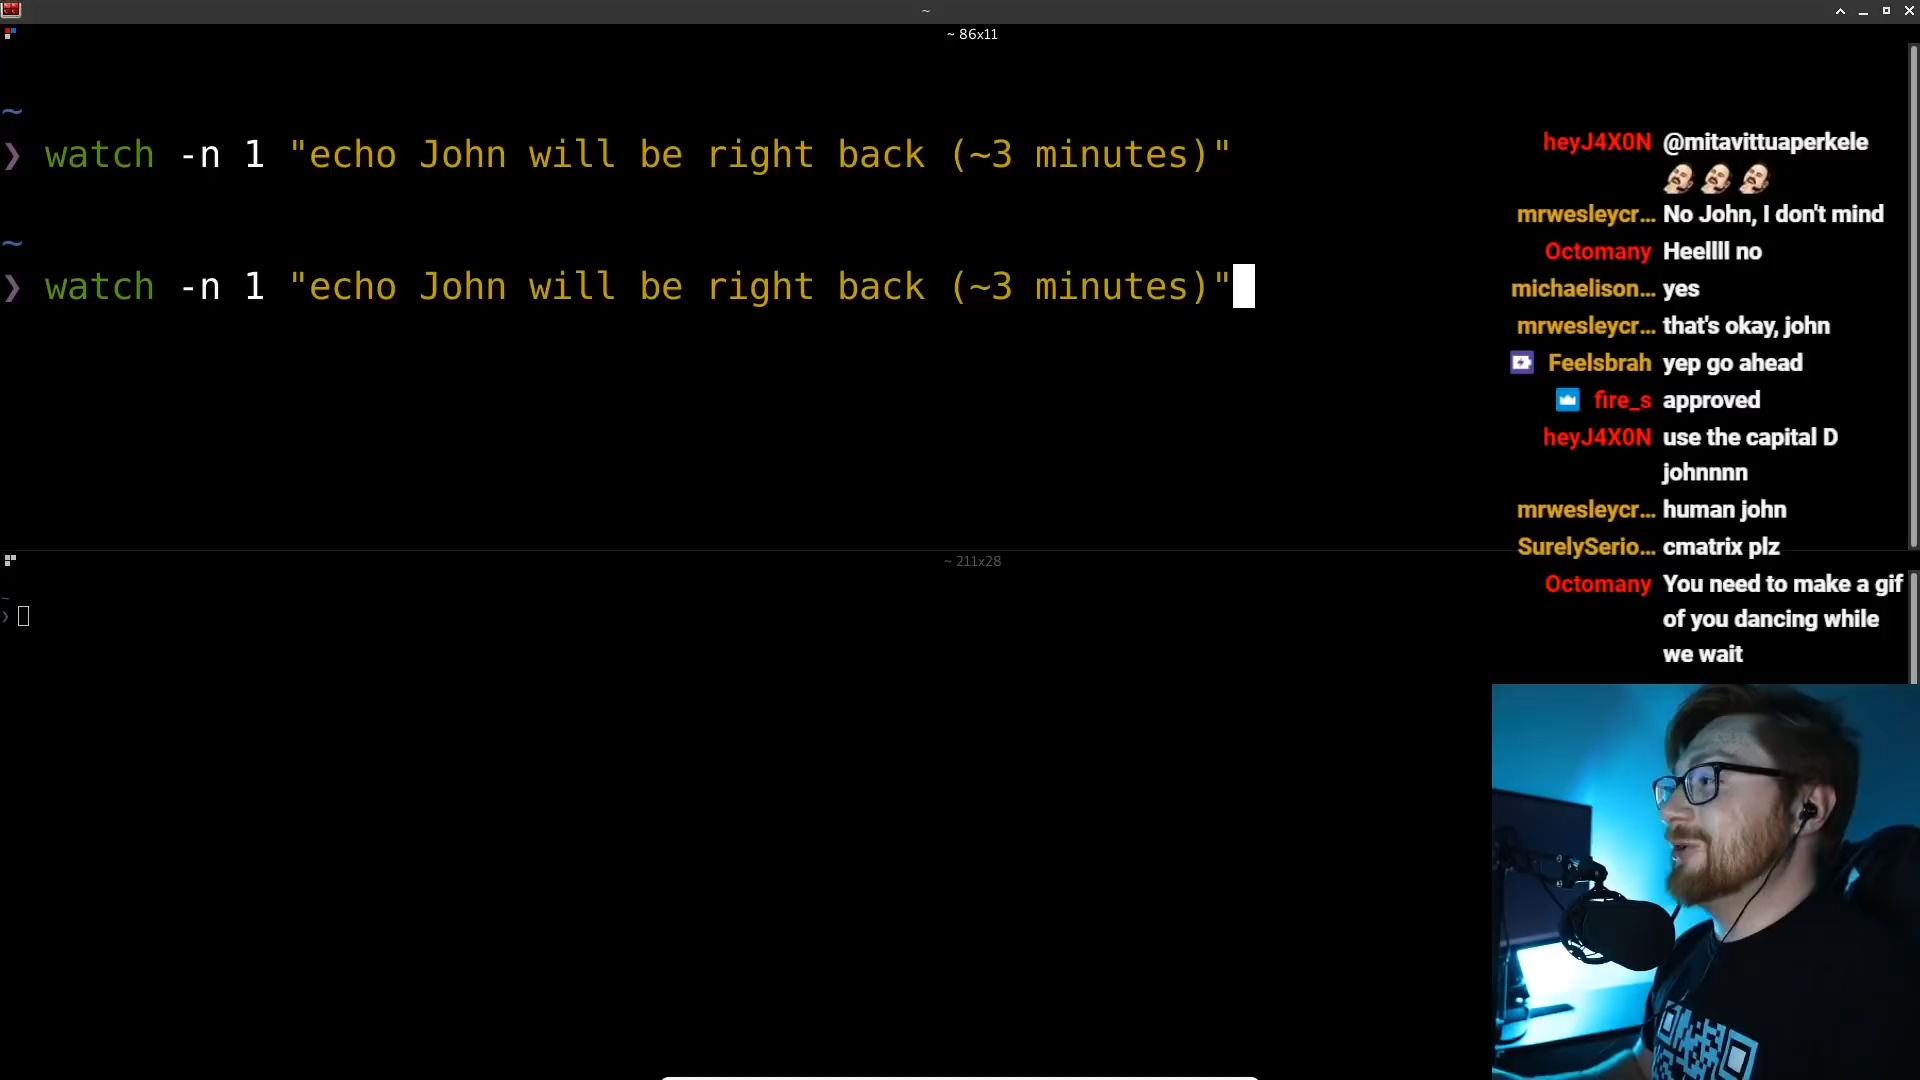 ~
~ 86x11
~
❯ watch -n 1 "echo John will be right back (~3 minutes)"
~
❯ watch -n 1 "echo John will be right back (~3 minutes)"
~ 211x28
~
❯
heyJ4X0N @mitavittuaperkele
mrwesleycr... No John, I don't mind
Octomany Heellll no
michaelison... yes
mrwesleycr... that's okay, john
Feelsbrah yep go ahead
fire_s approved
heyJ4X0N use the capital D
johnnnn
mrwesleycr... human john
SurelySerio... cmatrix plz
Octomany You need to make a gif
of you dancing while
we wait